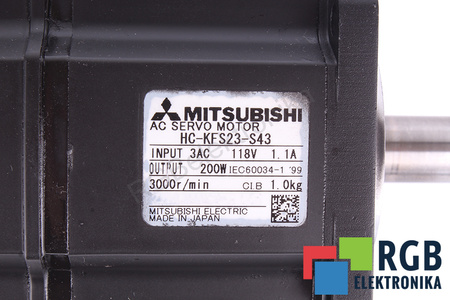 MITSUBISHI
AC SERVO MOTOR
HC-KFS23-S43
INPUT 3AC 118V 1.1A
OUTPUT 200W IEC60034-1 '99
3000r/min Cl.B 1.0kg
MITSUBISHI ELECTRIC
MADE IN JAPAN
RGB
ELEKTRONIKA